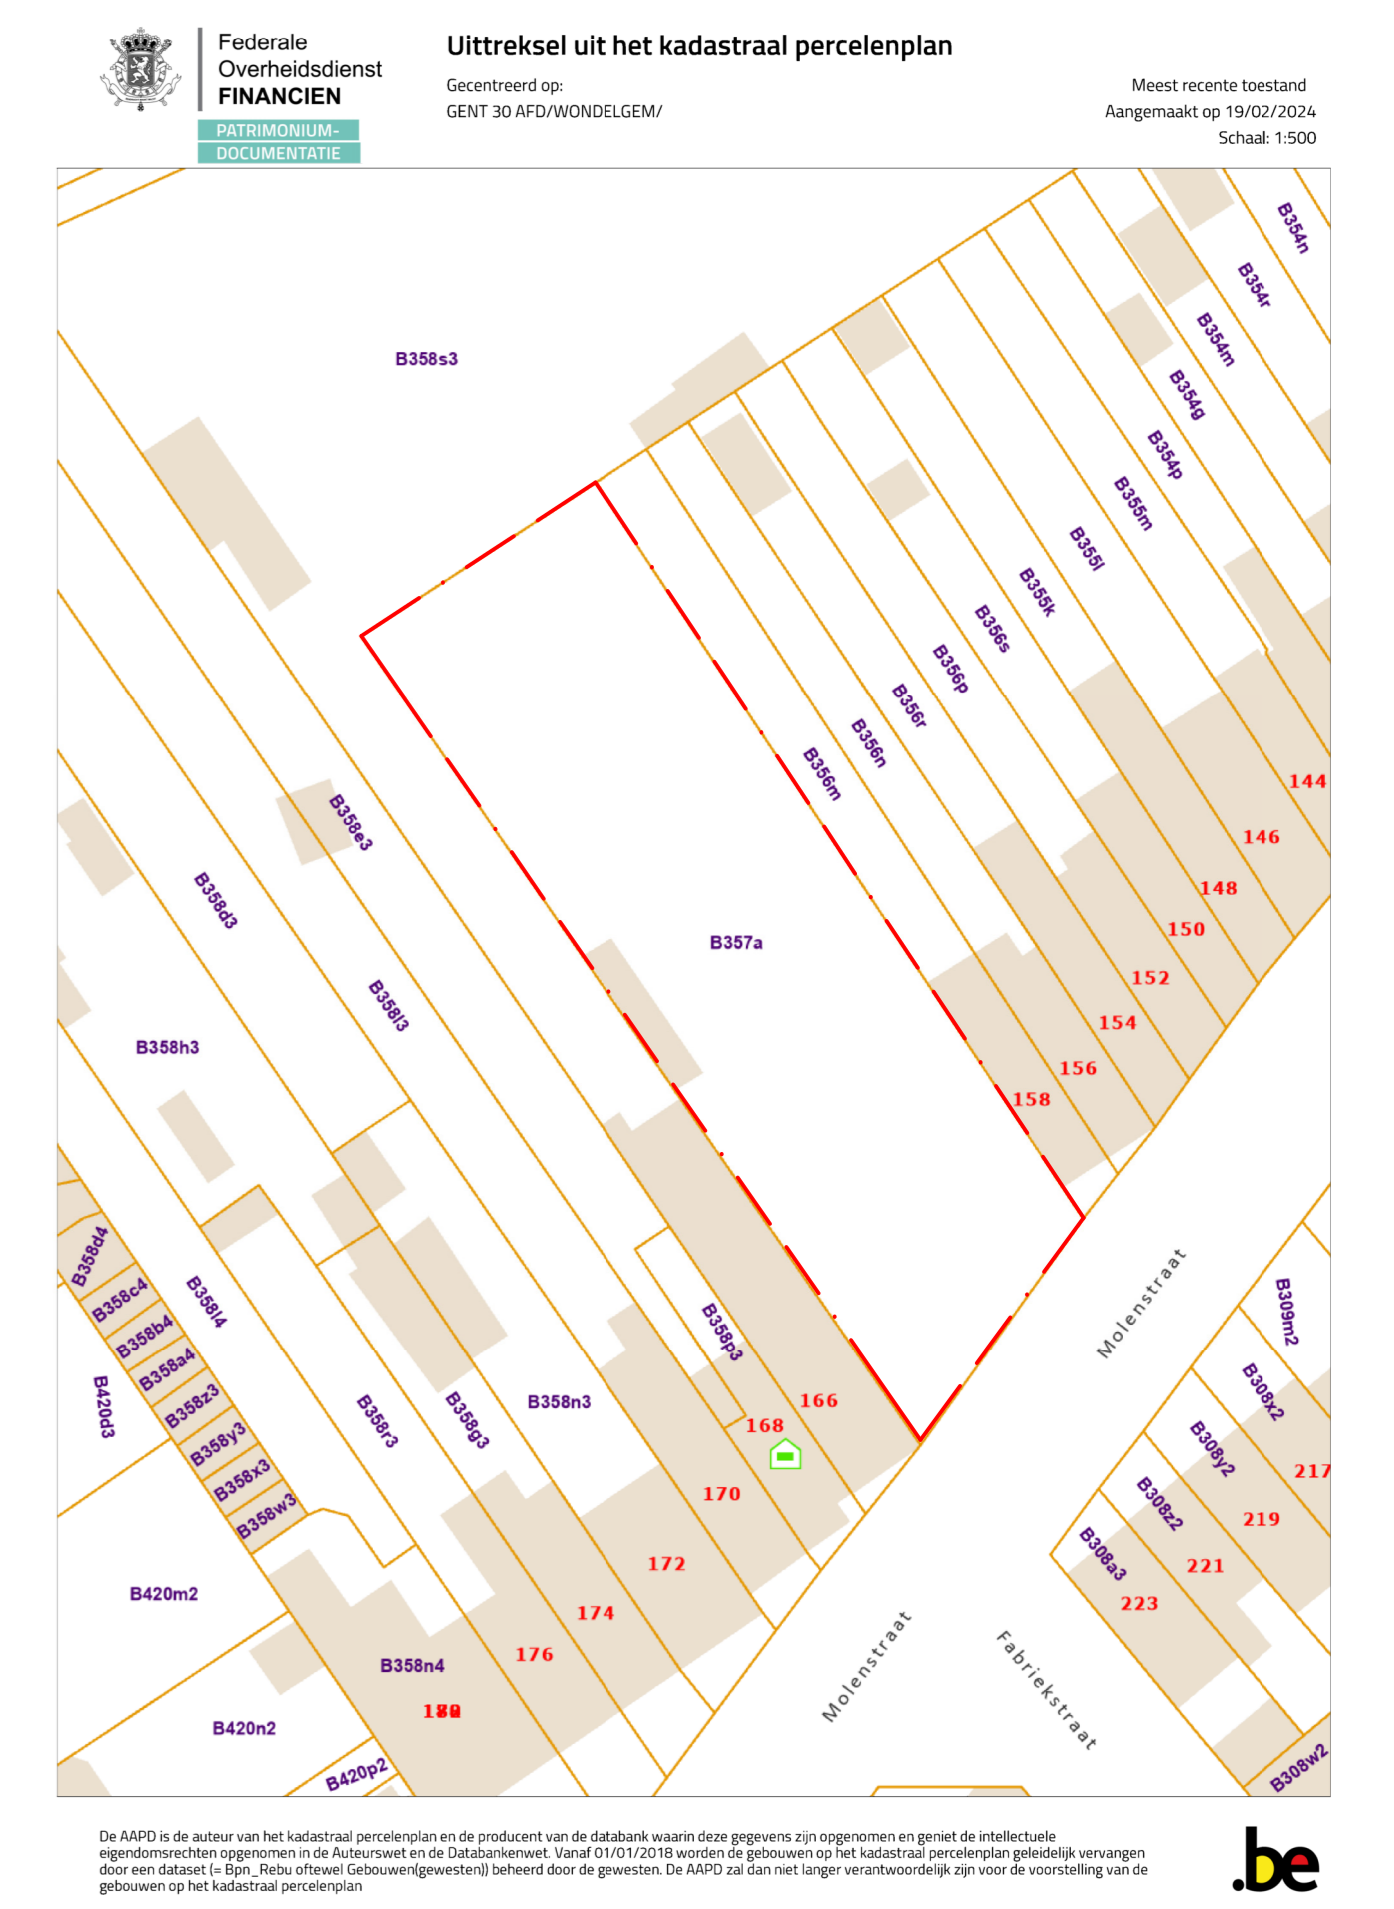 Federale
Overheidsdienst
FINANCIEN
PATRIMONIUM-
DOCUMENTATIE
Uittreksel uit het kadastraal percelenplan
Gecentreerd op:
GENT 30 AFD/WONDELGEM/
Meest recente toestand
Aangemaakt op 19/02/2024
Schaal: 1:500
B354n
B354r
B354m
B358s3
B354g
B354p
B355m
B355l
B355k
B356s
B356p
B356r
B356n
B356m
144
B358e3
146
B358d3
148
150
B357a
152
B358l3
154
B358h3
156
158
B358d4
B358c4
B358l4
B358b4
B358a4
B358z3
B420d3
B358y3
B358x3
B358w3
B358r3
B358g3
B358n3
B358p3
166
168
170
Molenstraat
B309m2
B308x2
B308y2
217
B308z2
219
B308a3
221
223
172
B420m2
174
176
B358n4
B420n2
B420p2
Molenstraat
Fabriekstraat
B308w2
De AAPD is de auteur van het kadastraal percelenplan en de producent van de databank waarin deze gegevens zijn opgenomen en geniet de intellectuele
eigendomsrechten opgenomen in de Auteurswet en de Databankenwet. Vanaf 01/01/2018 worden de gebouwen op het kadastraal percelenplan geleidelijk vervangen
door een dataset (= Bpn_Rebu oftewel Gebouwen(gewesten)) beheerd door de gewesten. De AAPD zal dan niet langer verantwoordelijk zijn voor de voorstelling van de
gebouwen op het kadastraal percelenplan
.be